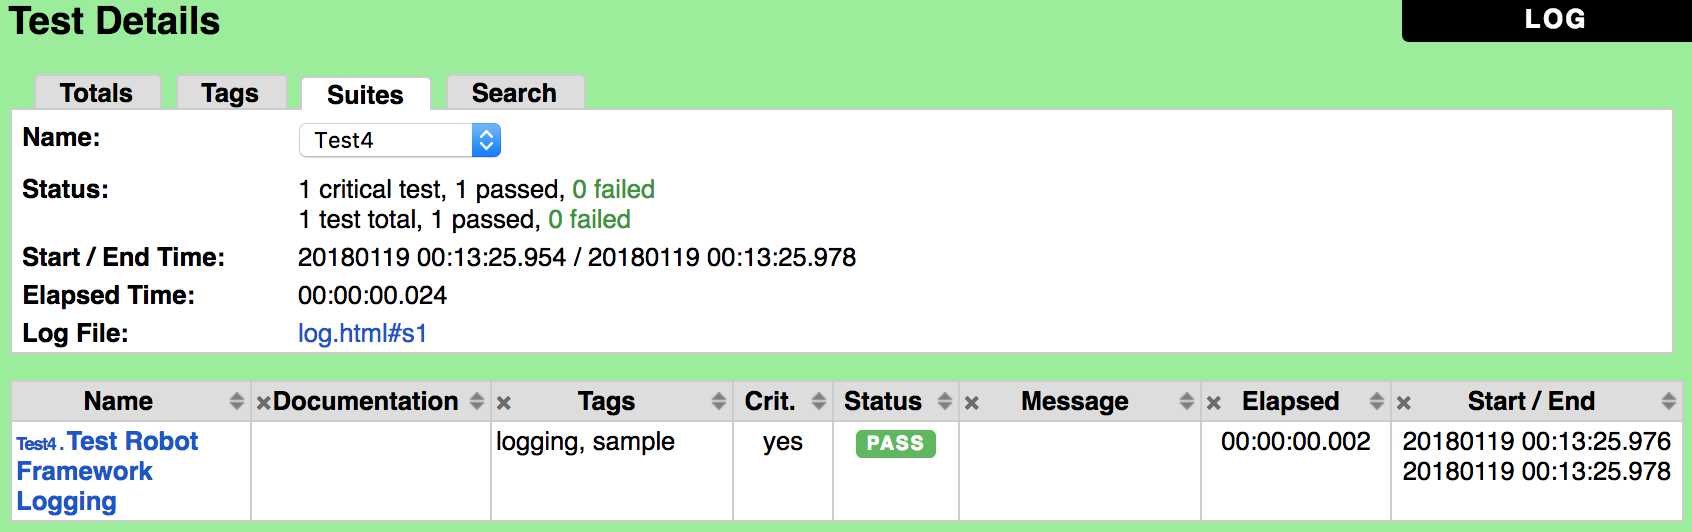 Test Details
LOG
Totals Tags Suites Search
Name: Test4
Status: 1 critical test, 1 passed, 0 failed
1 test total, 1 passed, 0 failed
Start / End Time: 20180119 00:13:25.954 / 20180119 00:13:25.978
Elapsed Time: 00:00:00.024
Log File: log.html#s1
Name Documentation Tags Crit. Status Message Elapsed Start / End
Test4 . Test Robot logging, sample yes PASS 00:00:00.002 20180119 00:13:25.976
Framework 20180119 00:13:25.978
Logging